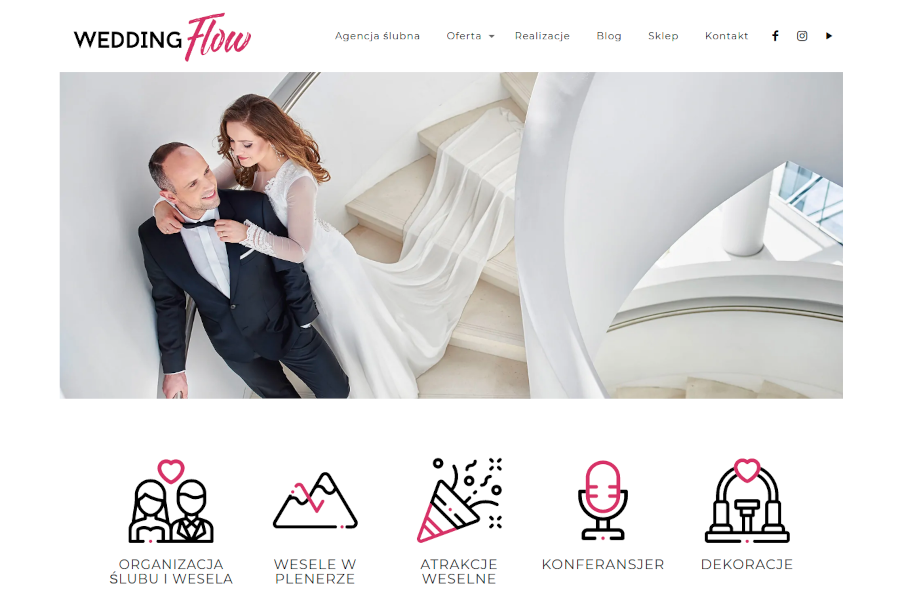 WEDDING Flow
Agencja ślubna Oferta Realizacje Blog Sklep Kontakt
ORGANIZACJA
ŚLUBU I WESELA
WESELE W
PLENERZE
ATRAKCJE
WESELNE
KONFERANSJER
DEKORACJE